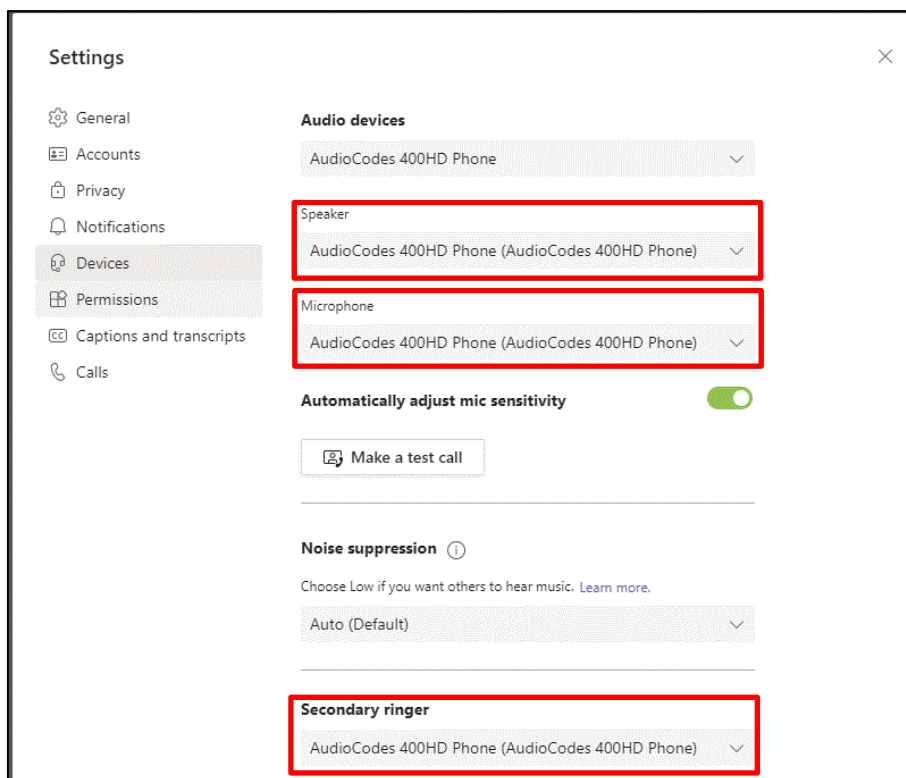 Settings
General
Accounts
Privacy
Notifications
Devices
Permissions
CC Captions and transcripts
Calls
Audio devices
AudioCodes 400HD Phone
Speaker
AudioCodes 400HD Phone (AudioCodes 400HD Phone)
Microphone
AudioCodes 400HD Phone (AudioCodes 400HD Phone)
Automatically adjust mic sensitivity
Make a test call
Noise suppression
Choose Low if you want others to hear music. Learn more.
Auto (Default)
Secondary ringer
AudioCodes 400HD Phone (AudioCodes 400HD Phone)